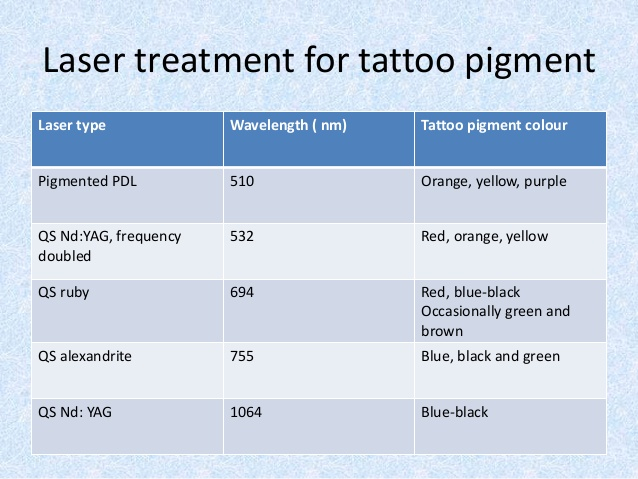 Laser treatment for tattoo pigment
Laser type Wavelength ( nm) Tattoo pigment colour
Pigmented PDL 510 Orange, yellow, purple
QS Nd:YAG, frequency 532 Red, orange, yellow
doubled
QS ruby 694 Red, blue-black
Occasionally green and
brown
QS alexandrite 755 Blue, black and green
QS Nd: YAG 1064 Blue-black